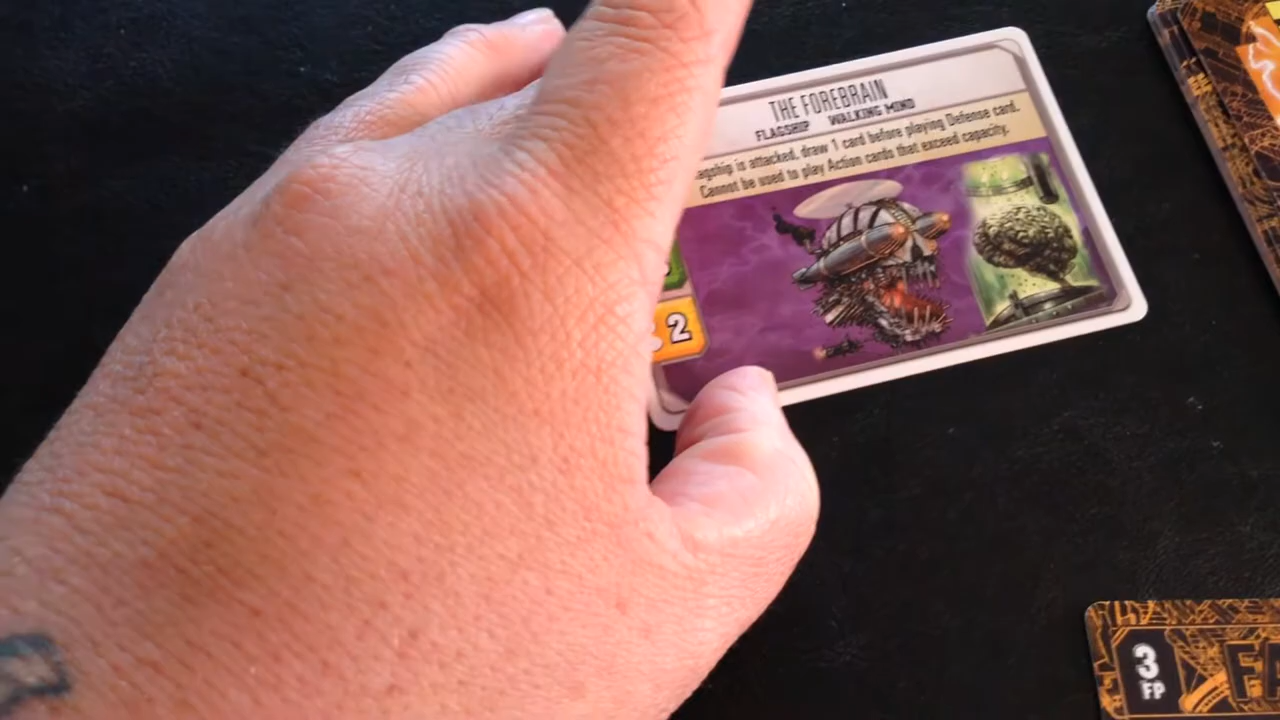 THE FOREBRAIN
FLAGSHIP WALKING MIND
is attacked, draw 1 card before playing Defense card.
Cannot be used to play Action cards that exceed capacity.
2
3
FP